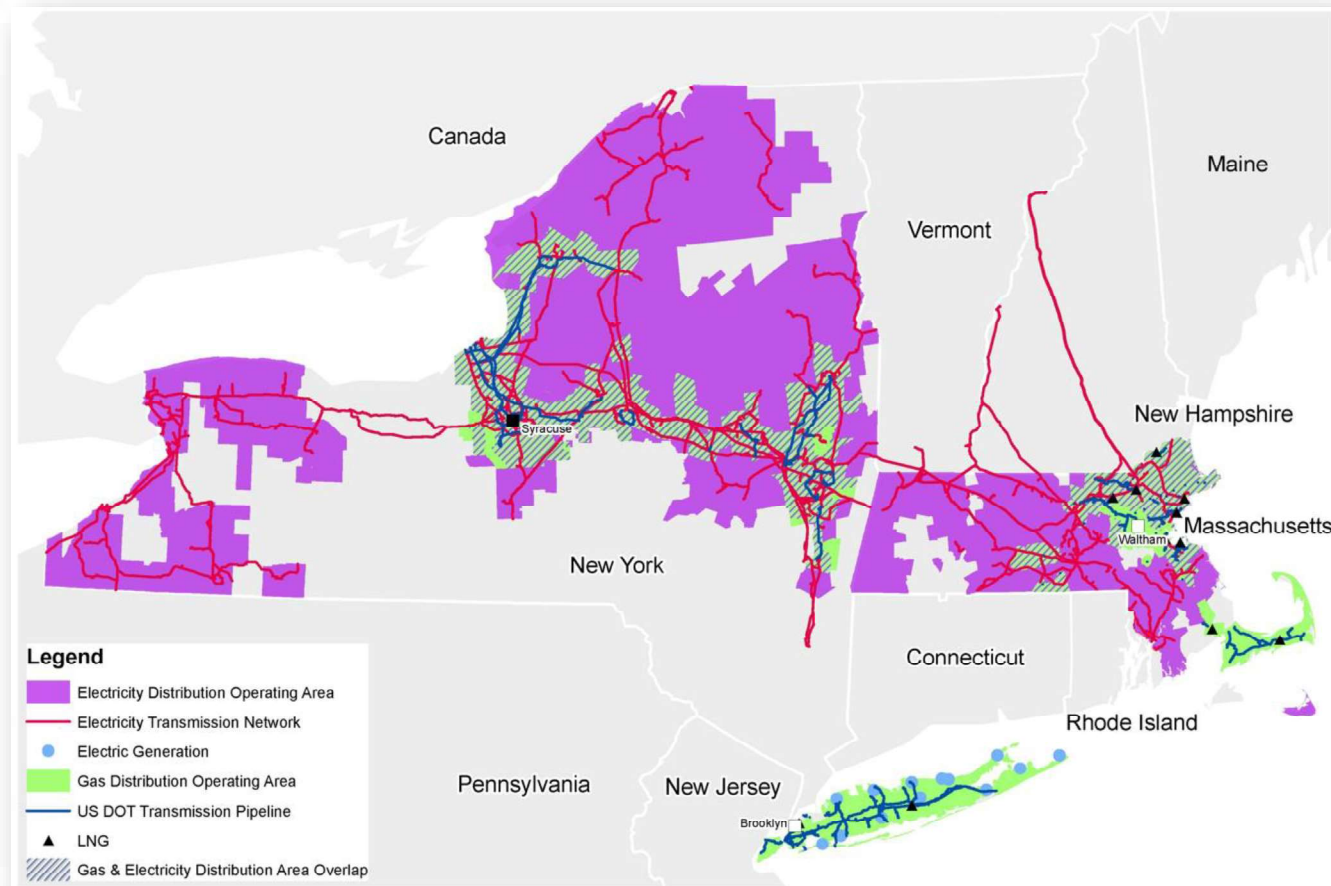 Canada
Maine
Vermont
New Hampshire
Syracuse
Massachusetts
Waltham
New York
Connecticut
Rhode Island
Pennsylvania
New Jersey
Brooklyn
Legend
Electricity Distribution Operating Area
Electricity Transmission Network
Electric Generation
Gas Distribution Operating Area
US DOT Transmission Pipeline
LNG
Gas & Electricity Distribution Area Overlap